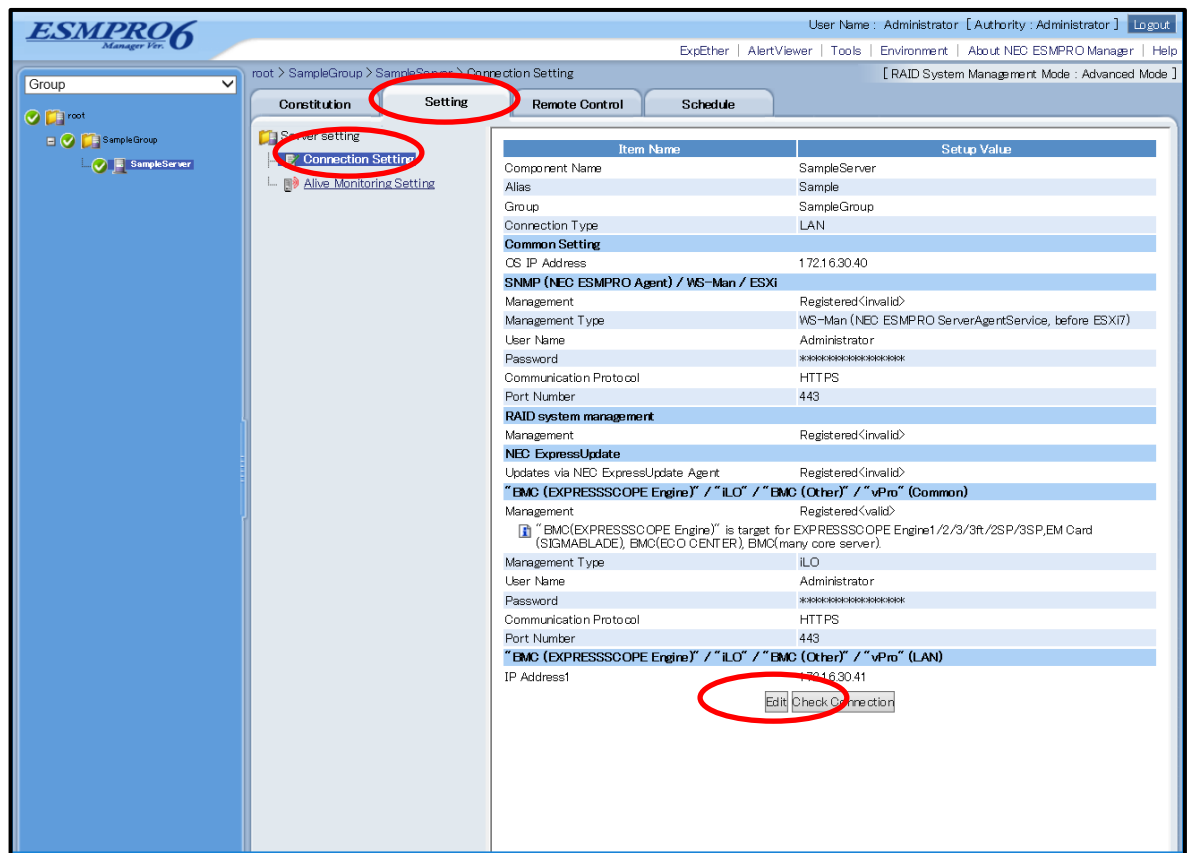 ESMPRO6
Manager Ver.
User Name : Administrator [ Authority : Administrator ] Logout
ExpEther | AlertViewer | Tools | Environment | About NEC ESMPRO Manager | Help
Group
root > SampleGroup > SampleServer > Connection Setting
[ RAID System Management Mode : Advanced Mode ]
Constitution Setting Remote Control Schedule
root
SampleGroup
SampleServer
Server setting
Connection Setting
Alive Monitoring Setting
Item Name Setup Value
Component Name SampleServer
Alias Sample
Group SampleGroup
Connection Type LAN
Common Setting
OS IP Address 172.16.30.40
SNMP (NEC ESMPRO Agent) / WS-Man / ESXi
Management Registered<invalid>
Management Type WS-Man (NEC ESMPRO ServerAgentService, before ESXi7)
User Name Administrator
Password ****************
Communication Protocol HTTPS
Port Number 443
RAID system management
Management Registered<invalid>
NEC ExpressUpdate
Updates via NEC ExpressUpdate Agent Registered<invalid>
"BMC (EXPRESSSCOPE Engine)" / "iLO" / "BMC (Other)" / "vPro" (Common)
Management Registered<valid>
"BMC(EXPRESSSCOPE Engine)" is target for EXPRESSSCOPE Engine1/2/3/3ft/2SP/3SP,EM Card
(SIGMABLADE), BMC(ECO CENTER), BMC(many core server).
Management Type iLO
User Name Administrator
Password ****************
Communication Protocol HTTPS
Port Number 443
"BMC (EXPRESSSCOPE Engine)" / "iLO" / "BMC (Other)" / "vPro" (LAN)
IP Address1 172.16.30.41
Edit Check Connection